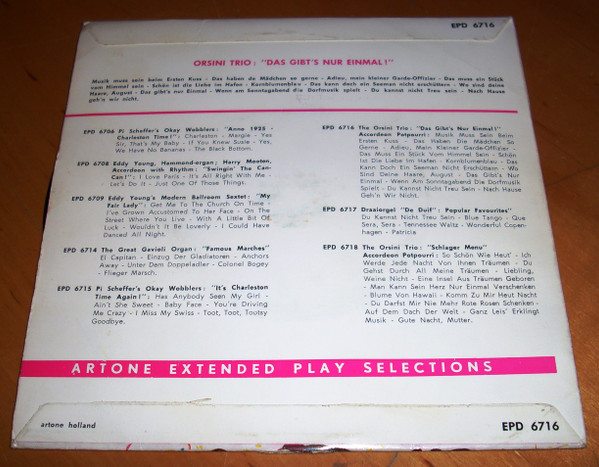 EPD 6716
ORSINI TRIO: "DAS GIBT'S NUR EINMAL!"
Musik muss sein beim Ersten Kuss - Das haben de Mädchen so gerne - Adieu, mein kleiner Garde-Offizier - Das muss ein Stück
vom Himmel sein - Schön ist die Liebe im Hafen - Kornblumenblau - Das kann doch ein Seeman nicht erschüttern - Wo sind deine
Haare, August - Das gibt's nur Einmal - Wenn am Sonntagabend die Dorfmusik spielt - Du kannst nicht Treu sein - Nach Hause
geh'n wir nicht.
EPD 6706 Pi Scheffer's Okay Wobblers: "Anno 1925 -
Charleston Time!": Charleston - Margie - Yes
Sir, That's My Baby - If You Knew Susie - Yes,
We Have No Bananas - The Black Bottom.
EPD 6708 Eddy Young, Hammond-organ; Harry Mooten,
Accordeon with Rhythm: "Swingin' The Can-
Can!": I Love Paris - It's All Right With Me -
Let's Do It - Just One Of Those Things.
EPD 6709 Eddy Young's Modern Ballroom Sextet: "My
Fair Lady": Get Me To The Church On Time -
I've Grown Accustomed To Her Face - On The
Street Where You Live - With A Little Bit Of
Luck - Wouldn't It Be Loverly - I Could Have
Danced All Night.
EPD 6714 The Great Gavioli Organ: "Famous Marches"
El Capitan - Einzug Der Gladiatoren - Anchors
Away - Unter Dem Doppeladler - Colonel Bogey
- Flieger Marsch.
EPD 6715 Pi Scheffer's Okay Wobblers: "It's Charleston
Time Again!": Has Anybody Seen My Girl -
Ain't She Sweet - Baby Face - You're Driving
Me Crazy - I Miss My Swiss - Toot, Toot, Tootsy
Goodbye.
EPD 6716 The Orsini Trio: "Das Gibt's Nur Einmal!"
Accordeon Potpourri: Musik Muss Sein Beim
Ersten Kuss - Das Haben Die Mädchen So
Gerne - Adieu, Mein Kleiner Garde-Offizier -
Das Muss Ein Stück Vom Himmel Sein - Schön
Ist Die Liebe Im Hafen - Kornblumenblau - Das
Kann Doch Ein Seeman Nicht Erschüttern - Wo
Sind Deine Haare, August - Das Gibt's Nur
Einmal - Wenn Am Sonntagabend Die Dorfmusik
Spielt - Du Kannst Nicht Treu Sein - Nach Hause
Geh'n Wir Nicht.
EPD 6717 Draaiorgel "De Duif": Popular Favourites"
Du Kannst Nicht Treu Sein - Blue Tango - Que
Sera, Sera - Tennessee Waltz - Wonderful Copen-
hagen - Patricia
EPD 6718 The Orsini Trio: "Schlager Menu"
Accordeon Potpourri: So Schön Wie Heut' - Ich
Werde Jede Nacht Von Ihnen Träumen - Du
Gehst Durch All Meine Träumen - Liebling,
Weine Nicht - Eine Insel Aus Träumen Geboren
- Man Kann Sein Herz Nur Einmal Verschenken
- Blume Von Hawaii - Komm Zu Mir Heut Nacht
- Du Darfst Mir Nie Mehr Rote Rosen Schenken -
Auf Dem Dach Der Welt - Ganz Leis' Erklingt
Musik - Gute Nacht, Mutter.
ARTONE EXTENDED PLAY SELECTIONS
artone holland
EPD 6716